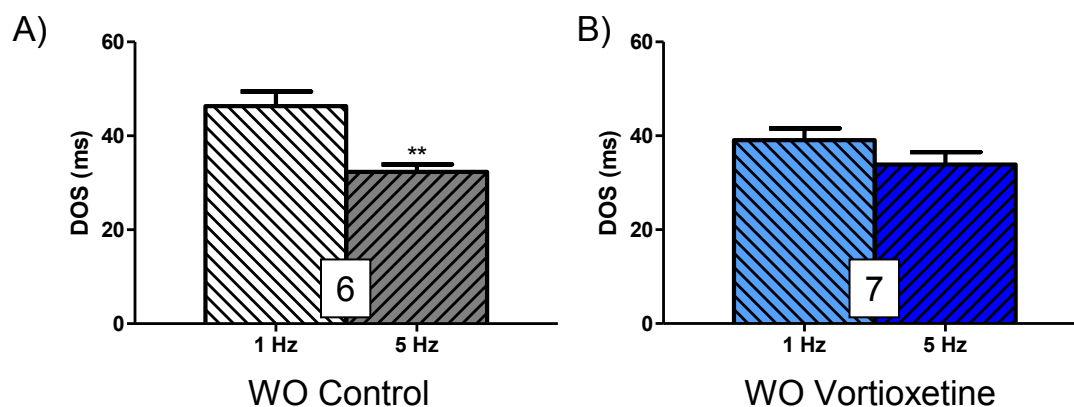 A)
60
40
20
0
DOS (ms)
**
6
1 Hz 5 Hz
WO Control
B)
60
40
20
0
DOS (ms)
7
1 Hz 5 Hz
WO Vortioxetine